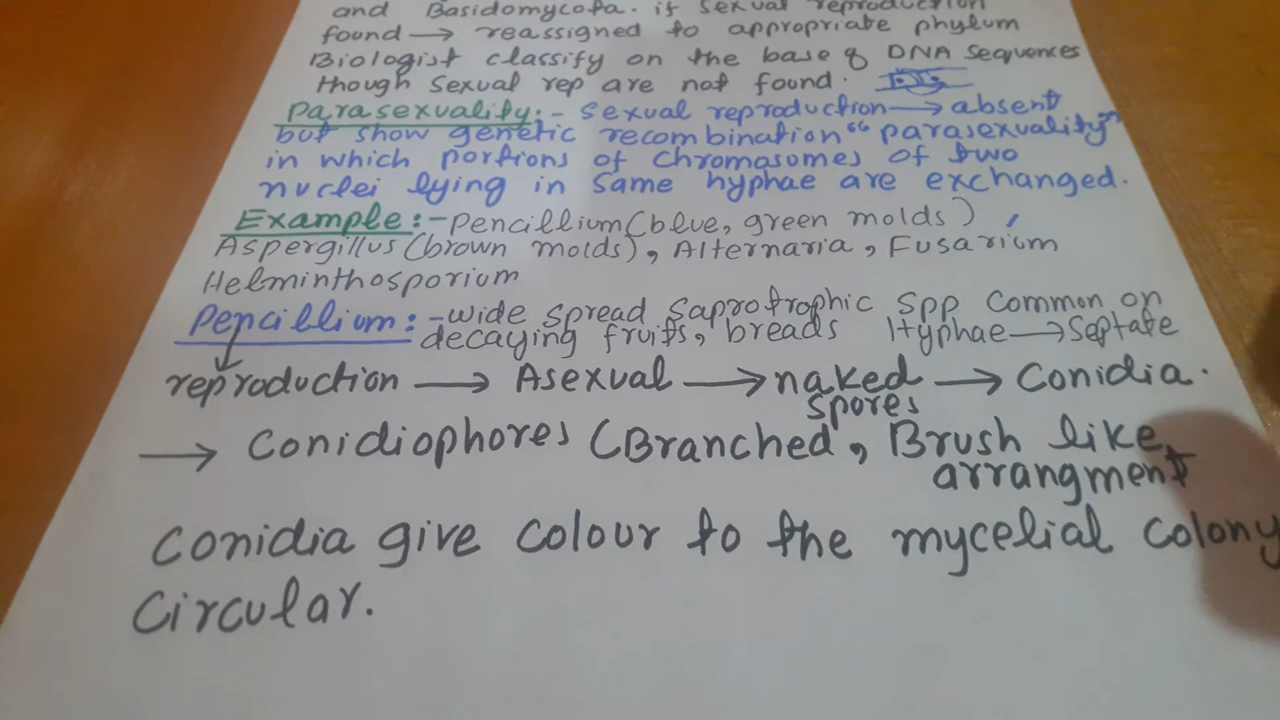 and Basidomycota. if sexual reproduction
found → reassigned to appropriate phylum
Biologist classify on the base of DNA sequences
though sexual rep are not found.
Parasexuality:- Sexual reproduction → absent
but show genetic recombination "parasexuality"
in which portions of chromasomes of two
nuclei lying in same hyphae are exchanged.
Example:- Pencillium (blue, green molds)
Aspergillus (brown molds), Alternaria, Fusarium
Helminthosporium
Pencillium:- wide spread saprotrophic spp common on
decaying fruits, breads Hyphae → Septate
reproduction → Asexual → naked spores → Conidia.
→ Conidiophores (Branched, Brush like
arrangment
Conidia give colour to the mycelial colony
Circular.